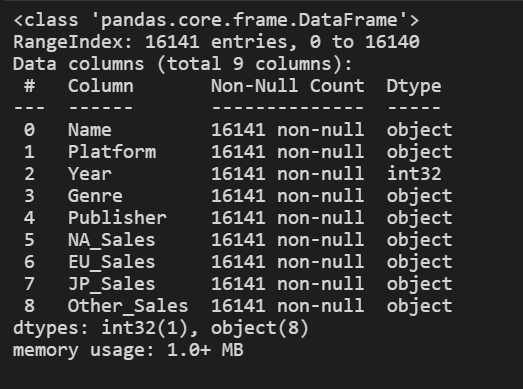 <class 'pandas.core.frame.DataFrame'>
RangeIndex: 16141 entries, 0 to 16140
Data columns (total 9 columns):
 #   Column       Non-Null Count  Dtype
---  ------       --------------  -----
 0   Name         16141 non-null  object
 1   Platform     16141 non-null  object
 2   Year         16141 non-null  int32
 3   Genre        16141 non-null  object
 4   Publisher    16141 non-null  object
 5   NA_Sales     16141 non-null  object
 6   EU_Sales     16141 non-null  object
 7   JP_Sales     16141 non-null  object
 8   Other_Sales  16141 non-null  object
dtypes: int32(1), object(8)
memory usage: 1.0+ MB